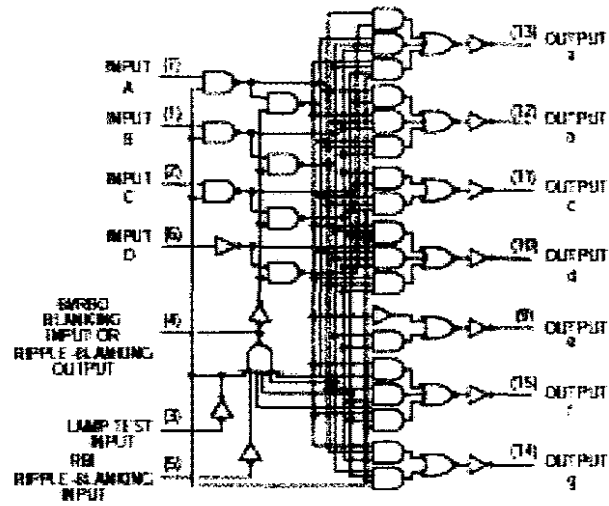 INPUT (7)
A
INPUT (1)
B
INPUT (2)
C
INPUT (6)
D
BI/RBO
BLANKING (4)
INPUT OR
RIPPLE-BLANKING
OUTPUT
LAMP TEST (3)
INPUT
RBI
RIPPLE-BLANKING (5)
INPUT
(13) OUTPUT
a
(12) OUTPUT
b
(11) OUTPUT
c
(10) OUTPUT
d
(9) OUTPUT
e
(15) OUTPUT
f
(14) OUTPUT
g